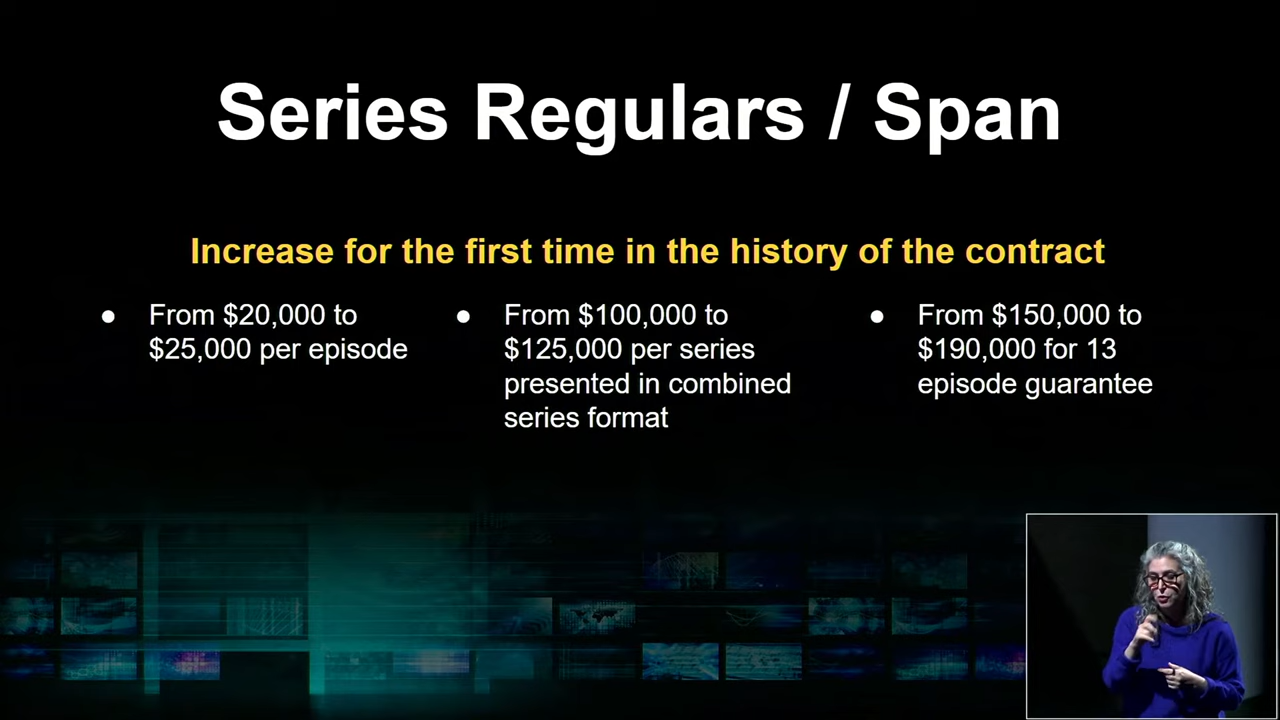 Series Regulars / Span
Increase for the first time in the history of the contract
● From $20,000 to
$25,000 per episode
● From $100,000 to
$125,000 per series
presented in combined
series format
● From $150,000 to
$190,000 for 13
episode guarantee